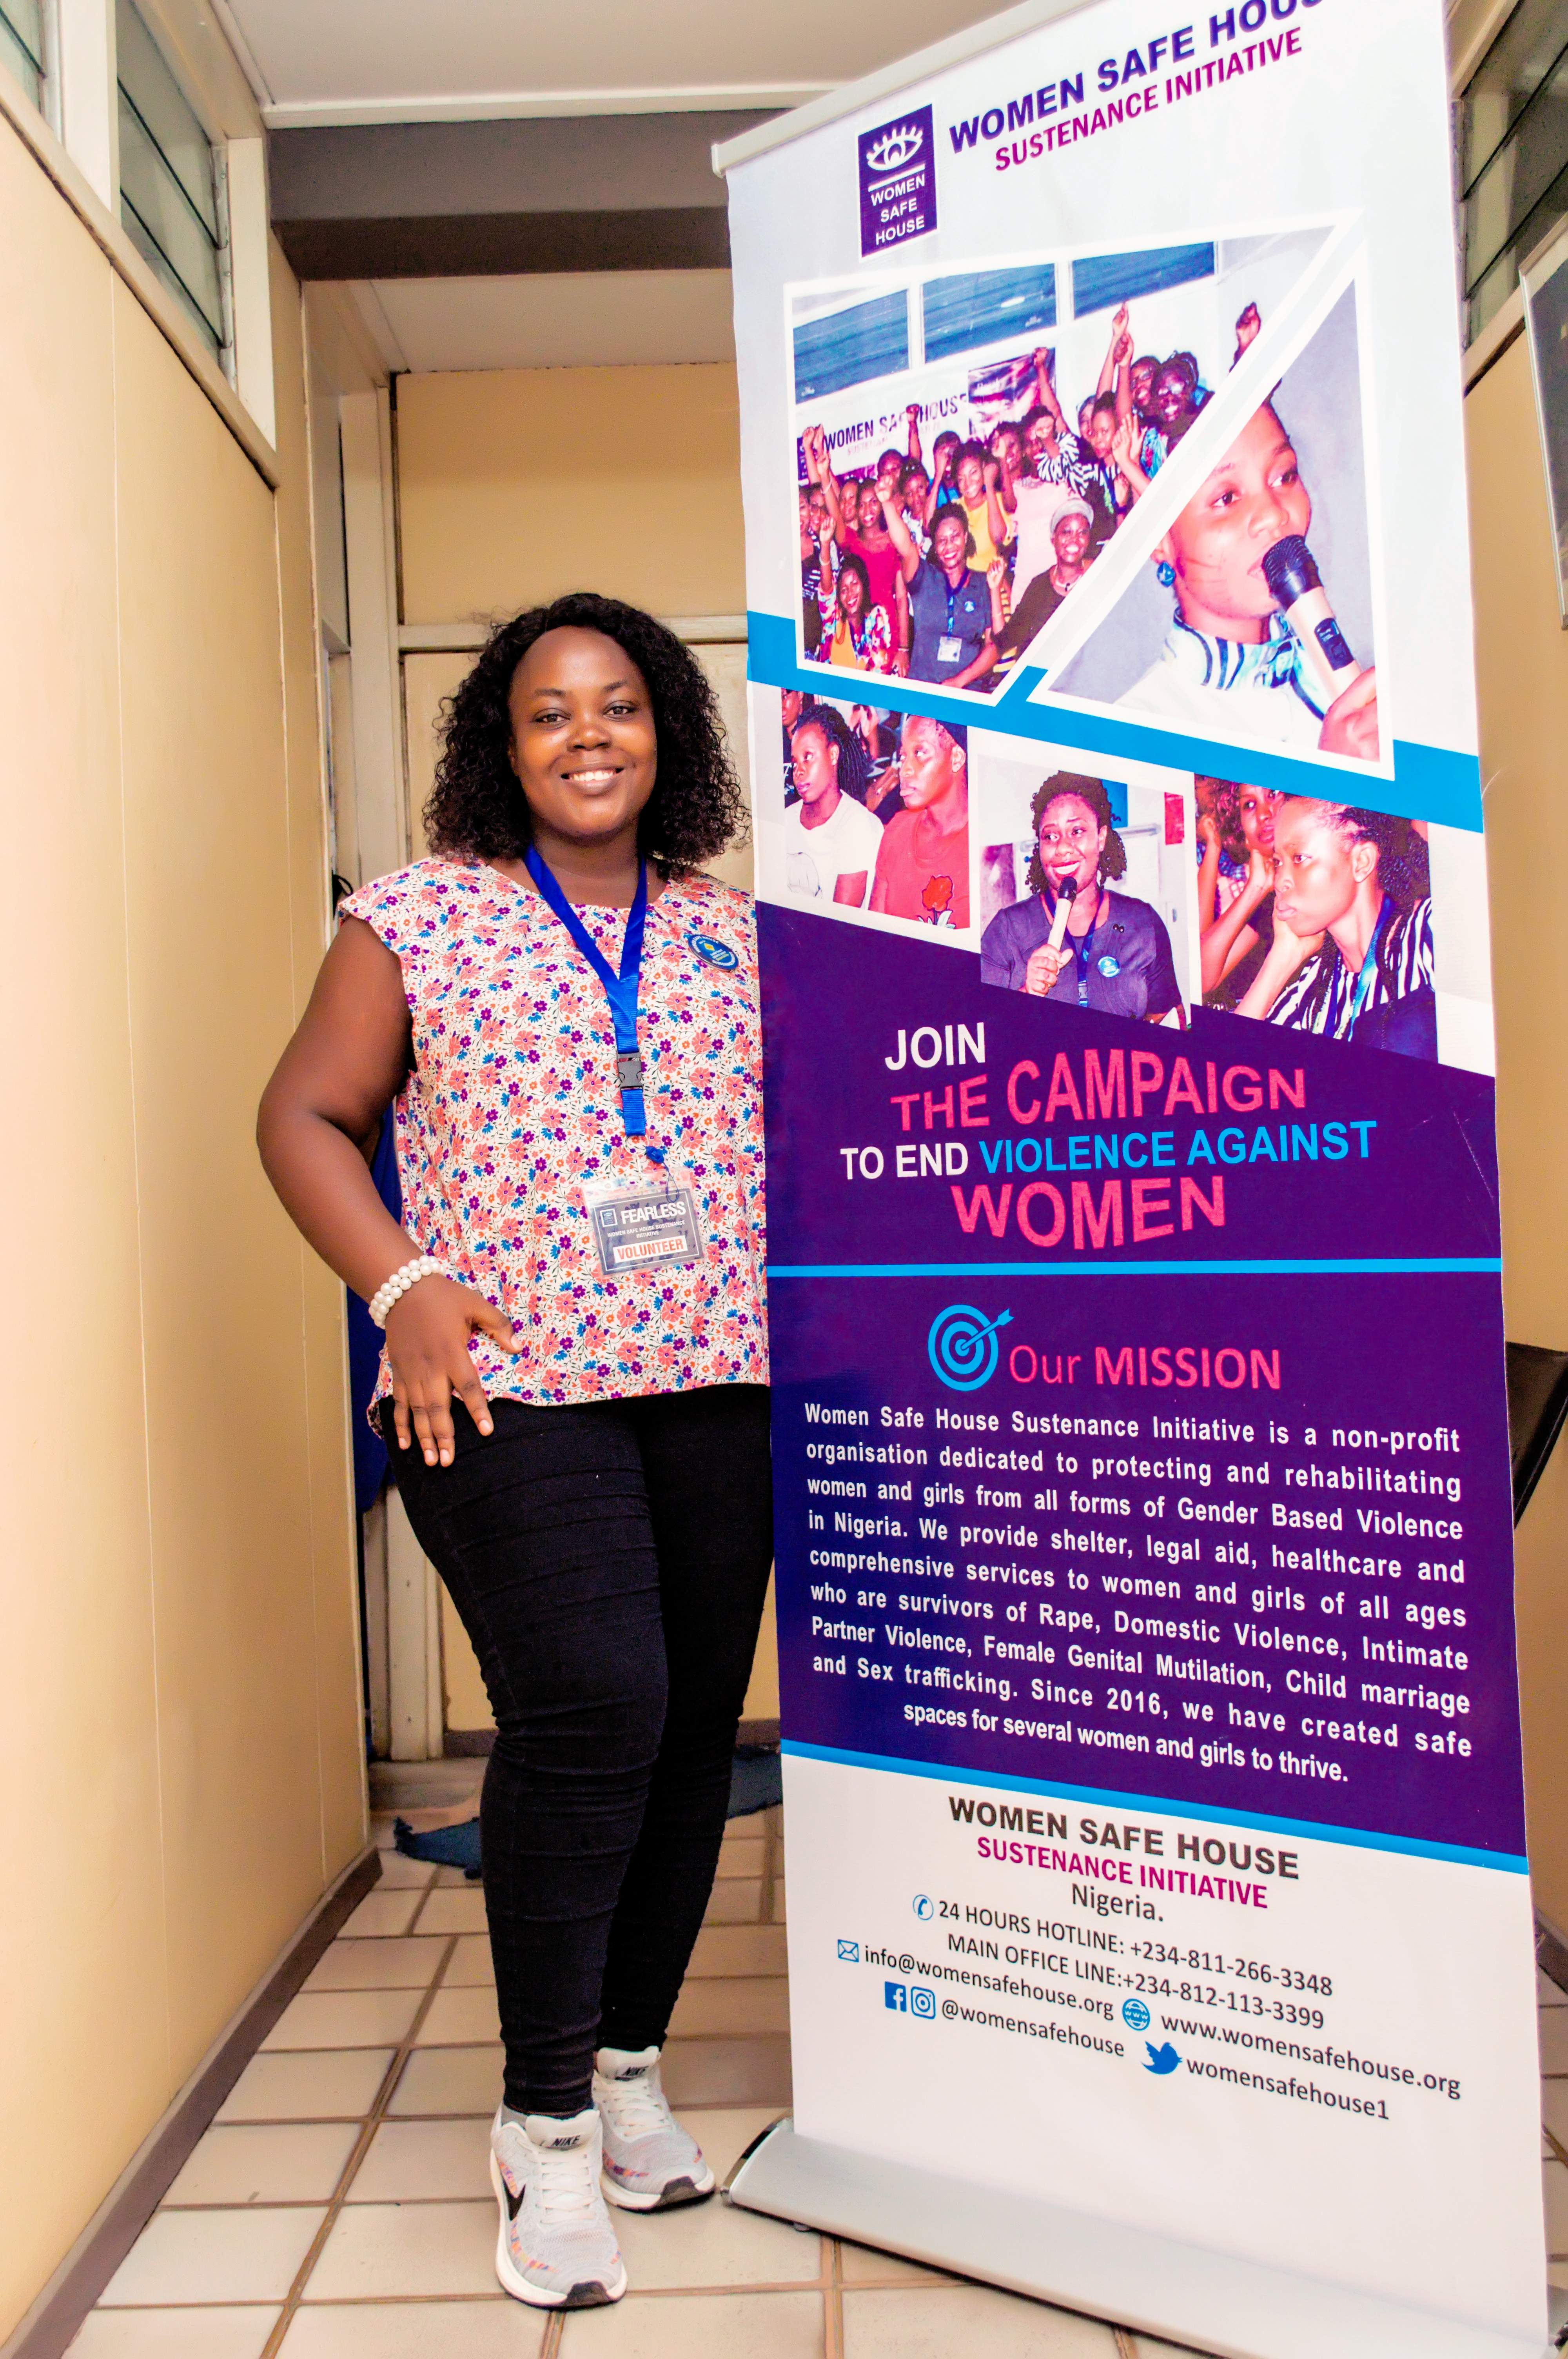 WOMEN SAFE HOUS
SUSTENANCE INITIATIVE
WOMEN
SAFE
HOUSE
WOMEN SAFE HOUSE
JOIN
THE CAMPAIGN
TO END VIOLENCE AGAINST
WOMEN
Our MISSION
Women Safe House Sustenance Initiative is a non-profit
organisation dedicated to protecting and rehabilitating
women and girls from all forms of Gender Based Violence
in Nigeria. We provide shelter, legal aid, healthcare and
comprehensive services to women and girls of all ages
who are survivors of Rape, Domestic Violence, Intimate
Partner Violence, Female Genital Mutilation, Child marriage
and Sex trafficking. Since 2016, we have created safe
spaces for several women and girls to thrive.
WOMEN SAFE HOUSE
SUSTENANCE INITIATIVE
Nigeria.
24 HOURS HOTLINE: +234-811-266-3348
MAIN OFFICE LINE:+234-812-113-3399
info@womensafehouse.org www.womensafehouse.org
@womensafehouse womensafehouse1
FEARLESS
WOMEN SAFE HOUSE SUSTENANCE
INITIATIVE
VOLUNTEER
NIKE
NIKE